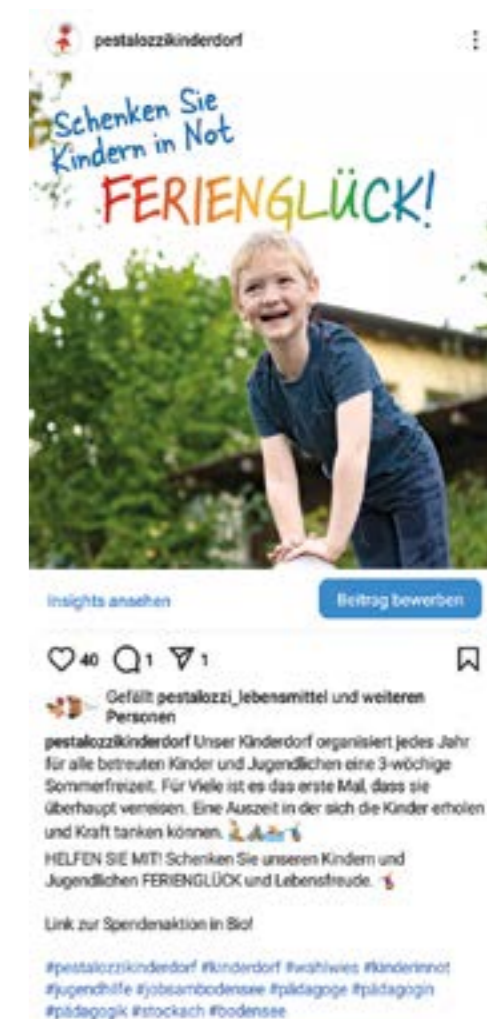 pestalozzikinderdorf
Schenken Sie
Kindern in Not
FERIENGLÜCK!
Insights ansehen
Beitrag bewerben
40 1 1
Gefällt pestalozzi_lebensmittel und weiteren
Personen
pestalozzikinderdorf Unser Kinderdorf organisiert jedes Jahr
für alle betreuten Kinder und Jugendlichen eine 3-wöchige
Sommerfreizeit. Für Viele ist es das erste Mal, dass sie
überhaupt verreisen. Eine Auszeit in der sich die Kinder erholen
und Kraft tanken können.
HELFEN SIE MIT! Schenken Sie unseren Kindern und
Jugendlichen FERIENGLÜCK und Lebensfreude.
Link zur Spendenaktion in Bio!
#pestalozzikinderdorf #kinderdorf #wahlwies #kinderinnot
#jugendhilfe #jobsambodensee #pädagoge #pädagogin
#pädagogik #stockach #bodensee